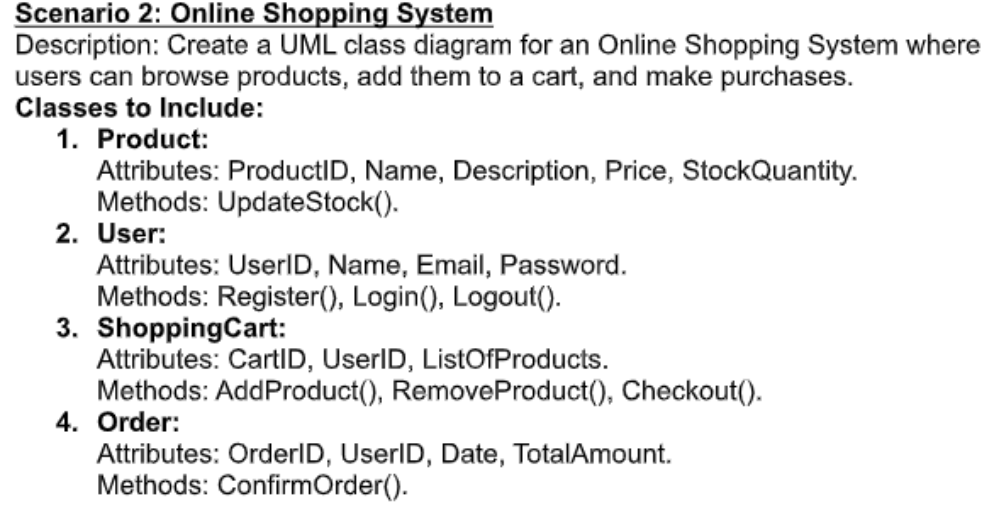 Scenario 2: Online Shopping System
Description: Create a UML class diagram for an Online Shopping System where
users can browse products, add them to a cart, and make purchases.
Classes to Include:
1. Product:
Attributes: ProductID, Name, Description, Price, StockQuantity.
Methods: UpdateStock().
2. User:
Attributes: UserID, Name, Email, Password.
Methods: Register(), Login(), Logout().
3. ShoppingCart:
Attributes: CartID, UserID, ListOfProducts.
Methods: AddProduct(), RemoveProduct(), Checkout().
4. Order:
Attributes: OrderID, UserID, Date, TotalAmount.
Methods: ConfirmOrder().